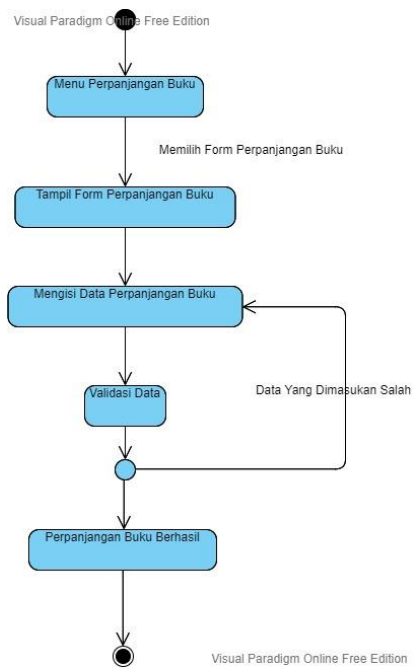 Visual Paradigm Online Free Edition
Menu Perpanjangan Buku
Memilih Form Perpanjangan Buku
Tampil Form Perpanjangan Buku
Mengisi Data Perpanjangan Buku
Validasi Data
Data Yang Dimasukan Salah
Perpanjangan Buku Berhasil
Visual Paradigm Online Free Edition